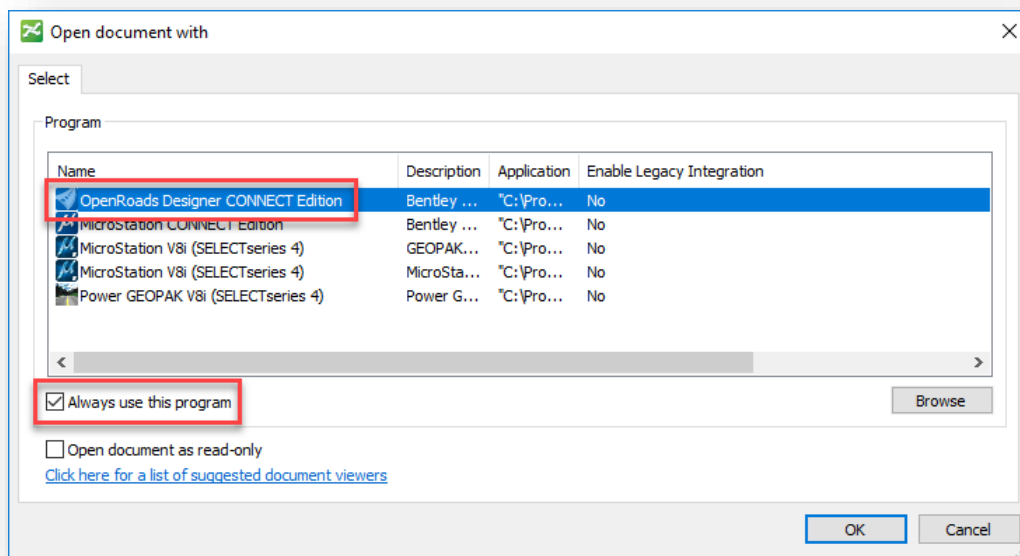 Open document with
Select
Program
Name Description Application Enable Legacy Integration
OpenRoads Designer CONNECT Edition Bentley ... "C:\Pro... No
MicroStation CONNECT Edition Bentley ... "C:\Pro... No
MicroStation V8i (SELECTseries 4) GEOPAK... "C:\Pro... No
MicroStation V8i (SELECTseries 4) MicroSta... "C:\Pro... No
Power GEOPAK V8i (SELECTseries 4) Power G... "C:\Pro... No
Always use this program Browse
Open document as read-only
Click here for a list of suggested document viewers
OK Cancel